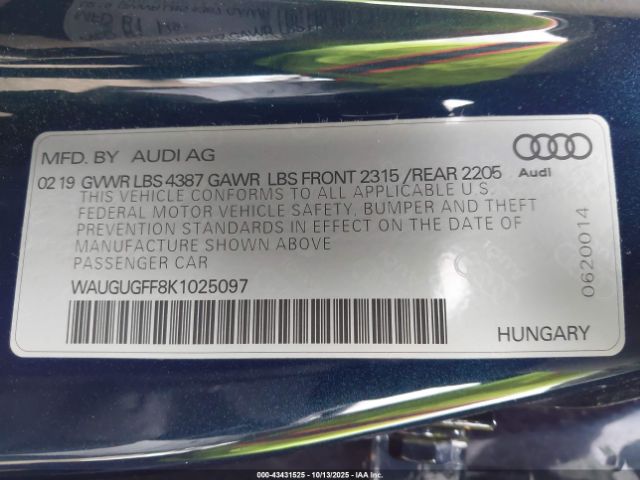 MFD. BY AUDI AG
Audi
02 19 GVWR LBS 4387 GAWR LBS FRONT 2315 /REAR 2205
THIS VEHICLE CONFORMS TO ALL APPLICABLE U S
FEDERAL MOTOR VEHICLE SAFETY, BUMPER AND THEFT
PREVENTION STANDARDS IN EFFECT ON THE DATE OF
MANUFACTURE SHOWN ABOVE
PASSENGER CAR
WAUGUGFF8K1025097
0620014
HUNGARY
000-43431525 - 10/13/2025 - IAA Inc. (c)